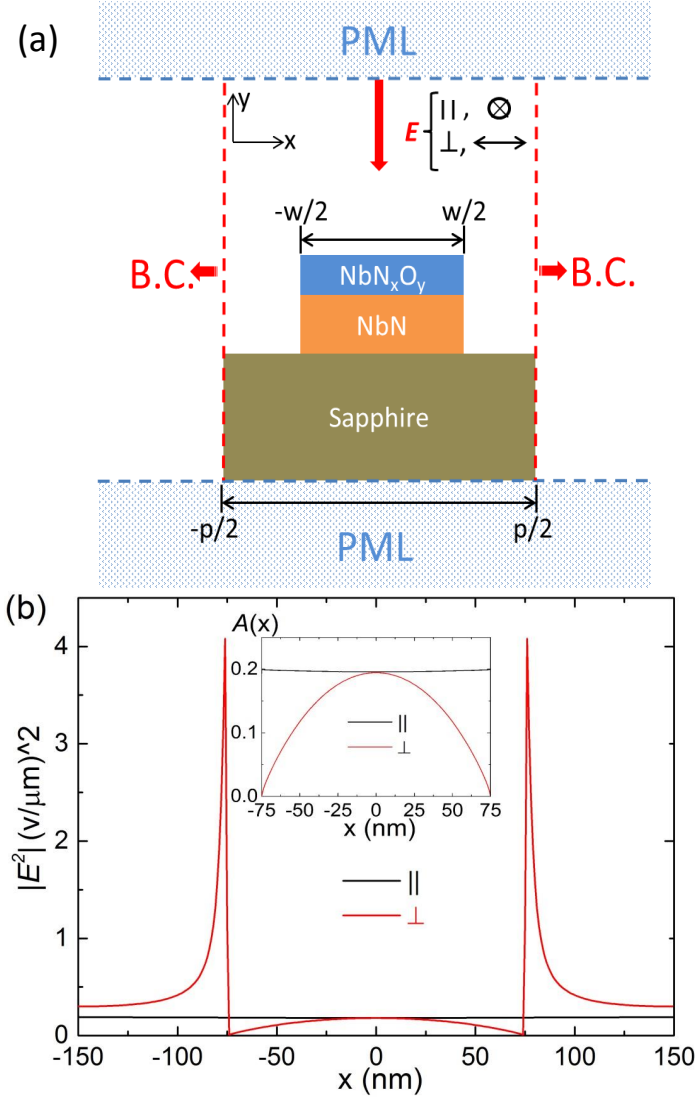 (a)
PML
y
x
E { ||, ⊗
⊥, ↔
-w/2 w/2
B.C. B.C.
NbNₓOᵧ
NbN
Sapphire
-p/2 p/2
PML
(b)
|E²| (v/μm)^2
4
3
2
1
0
-150 -100 -50 0 50 100 150
x (nm)
A(x)
0.2
0.1
0.0
-75 -50 -25 0 25 50 75
x (nm)
||
⊥
||
⊥